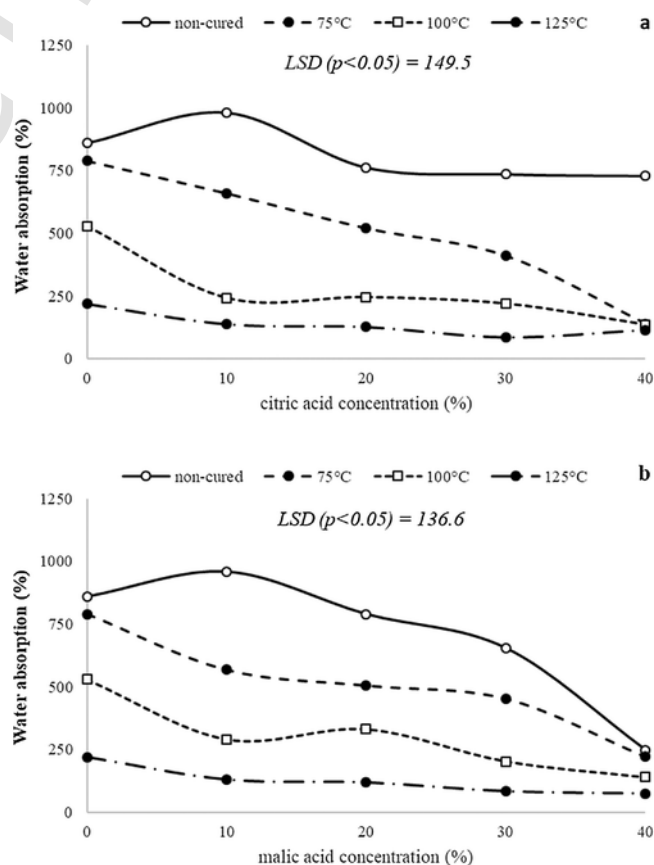 non-cured 75°C 100°C 125°C a
LSD (p<0.05) = 149.5
Water absorption (%)
1250
1000
750
500
250
0
0 10 20 30 40
citric acid concentration (%)
non-cured 75°C 100°C 125°C b
LSD (p<0.05) = 136.6
Water absorption (%)
1250
1000
750
500
250
0
0 10 20 30 40
malic acid concentration (%)